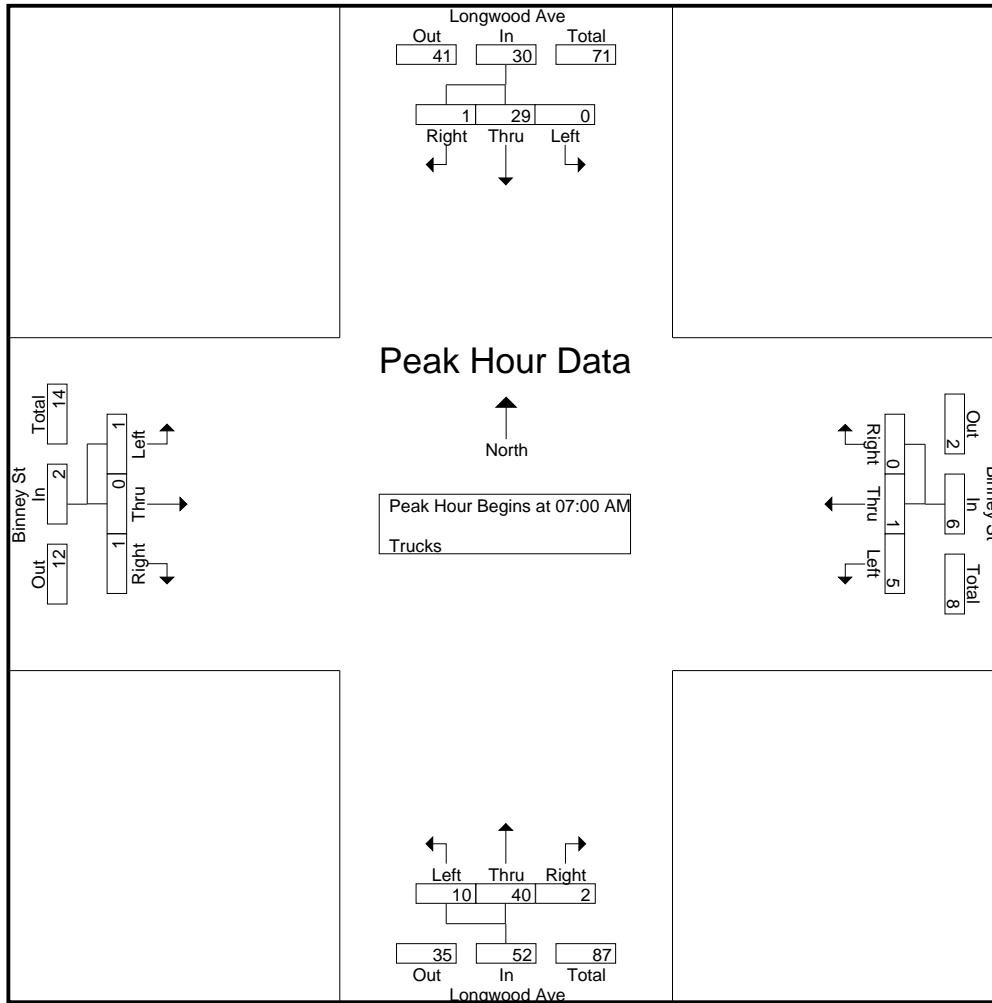 Longwood Ave
Out In Total
41 30 71
1 29 0
Right Thru Left
Peak Hour Data
North
Peak Hour Begins at 07:00 AM
Trucks
Binney St
Total In Out
14 2 12
1 0 1
Left Thru Right
Right Thru Left
0 1 5
Out In Total
2 6 8
Binney St
Left Thru Right
10 40 2
35 52 87
Out In Total
Longwood Ave